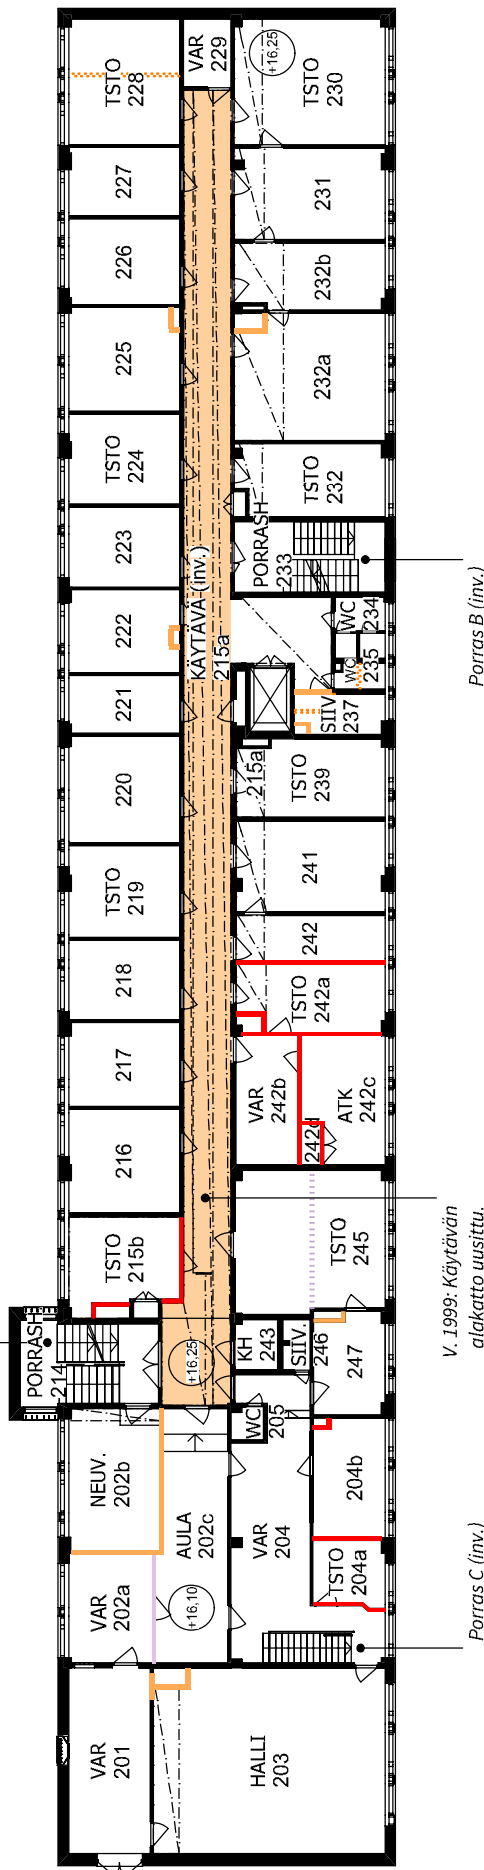 VAR
229
TSTO
228
+16,25
TSTO
230
227
231
226
232b
225
232a
TSTO
224
TSTO
232
223
PORRASH
233
Porras B (inv.)
222
KÄYTÄVÄ (inv.)
215a
WC
234
WC
235
221
SIIV.
237
220
215a
TSTO
239
TSTO
219
241
218
242
TSTO
242a
217
VAR
242b
ATK
242c
242d
216
TSTO
245
V. 1999: Käytävän
alakatto uusittu.
TSTO
215b
PORRASH
214
+16,25
KH
243
SIIV.
246
247
WC
205
NEUV.
202b
AULA
202c
VAR
204
204b
TSTO
204a
VAR
202a
+16,10
Porras C (inv.)
VAR
201
HALLI
203